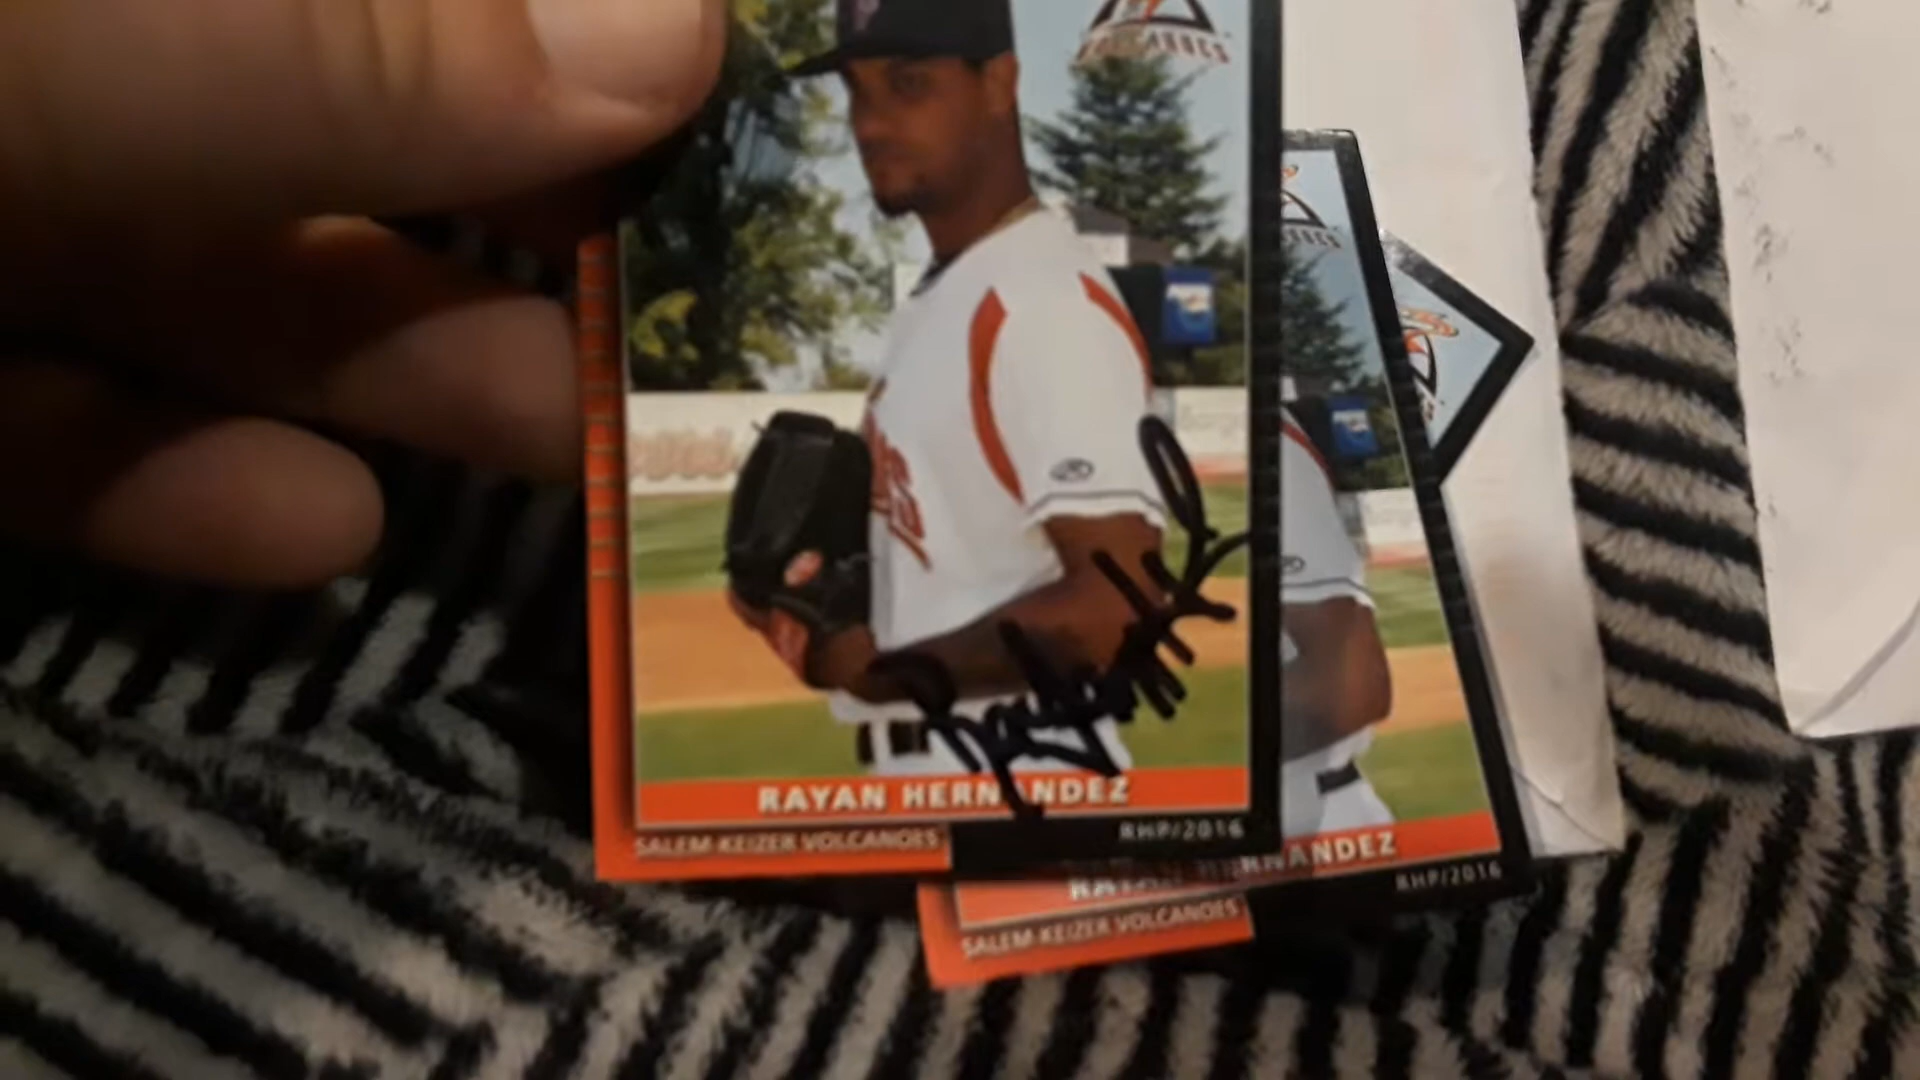 RAYAN HERNANDEZ
SALEM-KEIZER VOLCANOES
RHP/2016
HERNANDEZ
RHP/2016
SALEM-KEIZER VOLCANOES